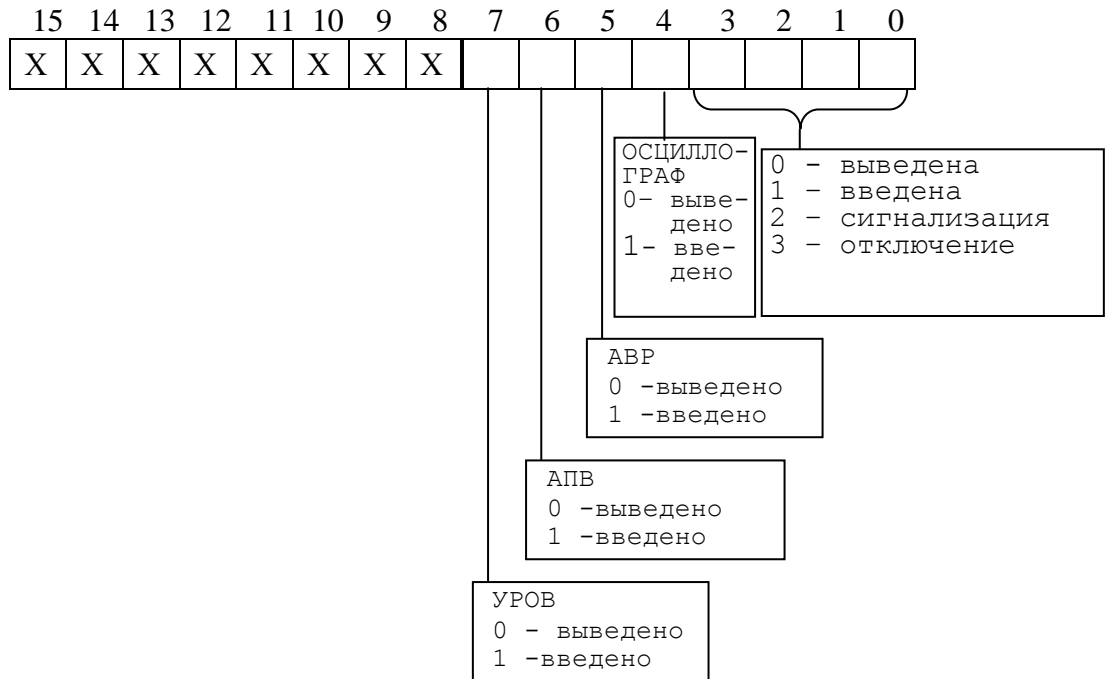 15 14 13 12 11 10 9 8 7 6 5 4 3 2 1 0
X X X X X X X X
ОСЦИЛЛО-
ГРАФ
0- выве-
дено
1- вве-
дено
0 - выведена
1 - введена
2 - сигнализация
3 - отключение
АВР
0 -выведено
1 -введено
АПВ
0 -выведено
1 -введено
УРОВ
0 - выведено
1 -введено